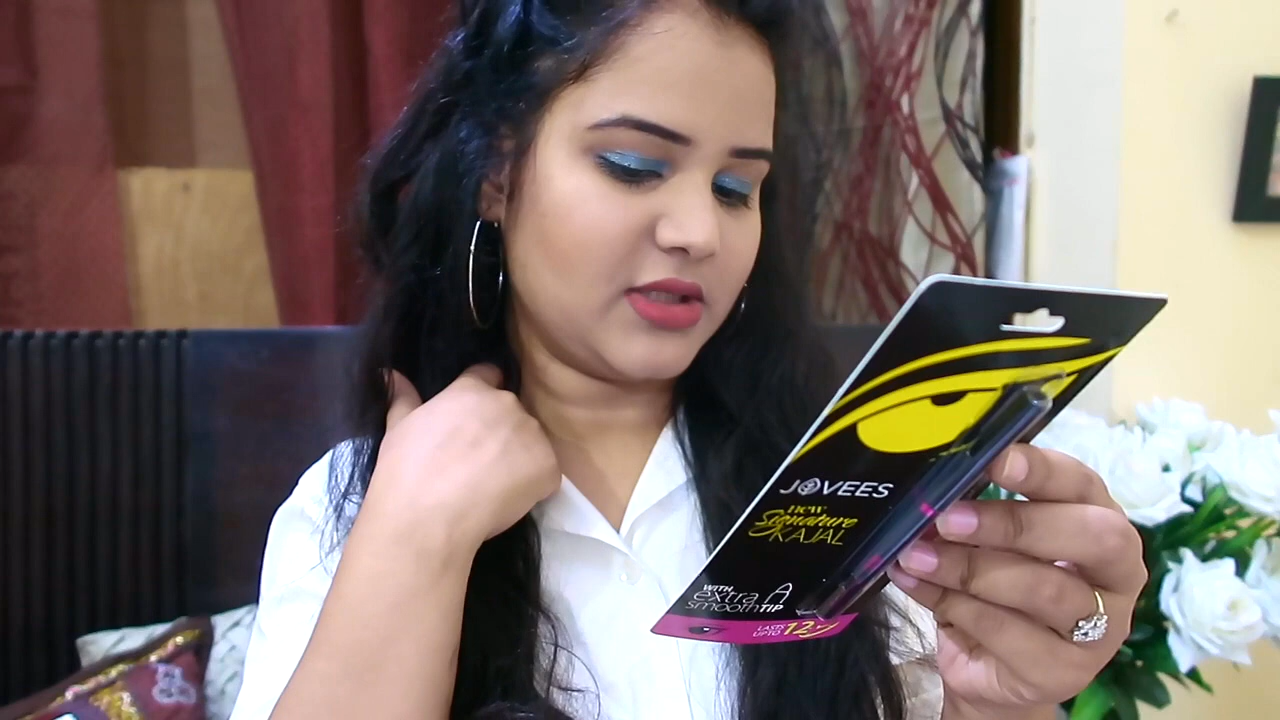 JOVEES
new
Signature
KAJAL
WITH
extra
smooth TIP
LASTS
UPTO 12